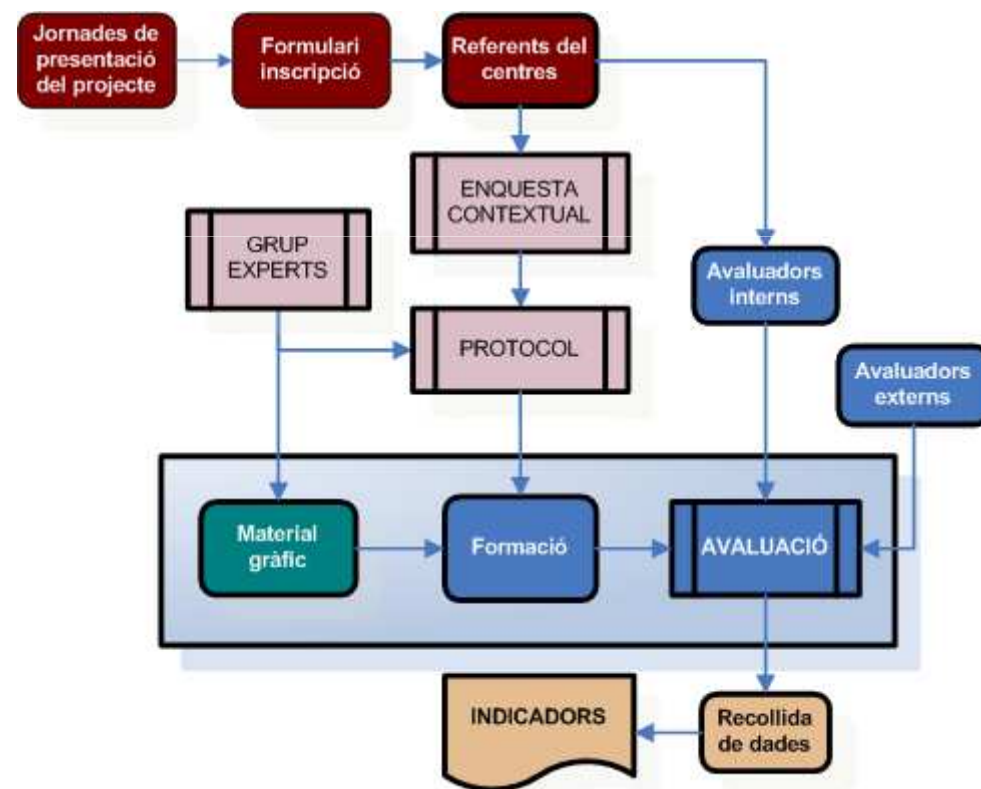 Jornades de
presentació
del projecte
Formulari
inscripció
Referents del
centres
ENQUESTA
CONTEXTUAL
GRUP
EXPERTS
Avaluadors
interns
PROTOCOL
Avaluadors
externs
Material
gràfic
Formació
AVALUACIÓ
INDICADORS
Recollida
de dades